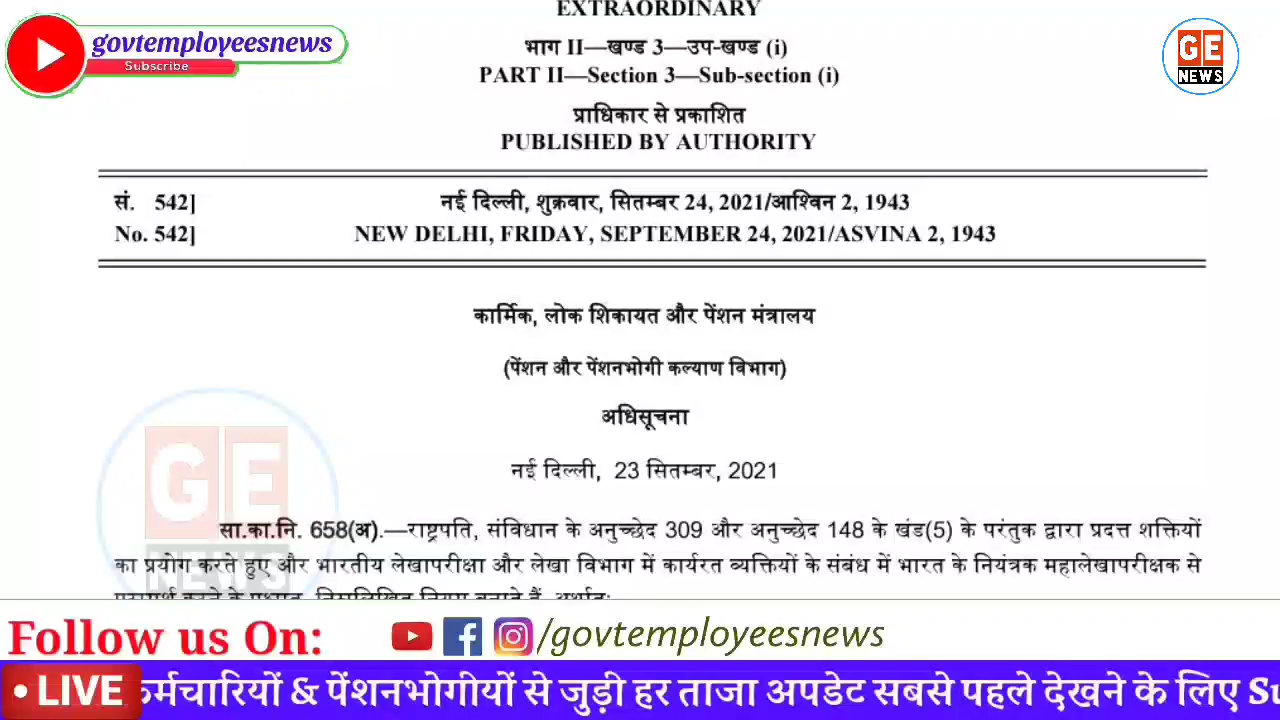 EXTRAORDINARY
govtemployeesnews
Subscribe
GE
NEWS
भाग II—खण्ड 3—उप-खण्ड (i)
PART II—Section 3—Sub-section (i)
प्राधिकार से प्रकाशित
PUBLISHED BY AUTHORITY
सं. 542] नई दिल्ली, शुक्रवार, सितम्बर 24, 2021/आश्विन 2, 1943
No. 542] NEW DELHI, FRIDAY, SEPTEMBER 24, 2021/ASVINA 2, 1943
कार्मिक, लोक शिकायत और पेंशन मंत्रालय
(पेंशन और पेंशनभोगी कल्याण विभाग)
अधिसूचना
नई दिल्ली, 23 सितम्बर, 2021
GE
NEWS
सा.का.नि. 658(अ).—राष्ट्रपति, संविधान के अनुच्छेद 309 और अनुच्छेद 148 के खंड(5) के परंतुक द्वारा प्रदत्त शक्तियों
का प्रयोग करते हुए और भारतीय लेखापरीक्षा और लेखा विभाग में कार्यरत व्यक्तियों के संबंध में भारत के नियंत्रक महालेखापरीक्षक से
Follow us On: /govtemployeesnews
• LIVE कर्मचारियों & पेंशनभोगीयों से जुड़ी हर ताजा अपडेट सबसे पहले देखने के लिए Su